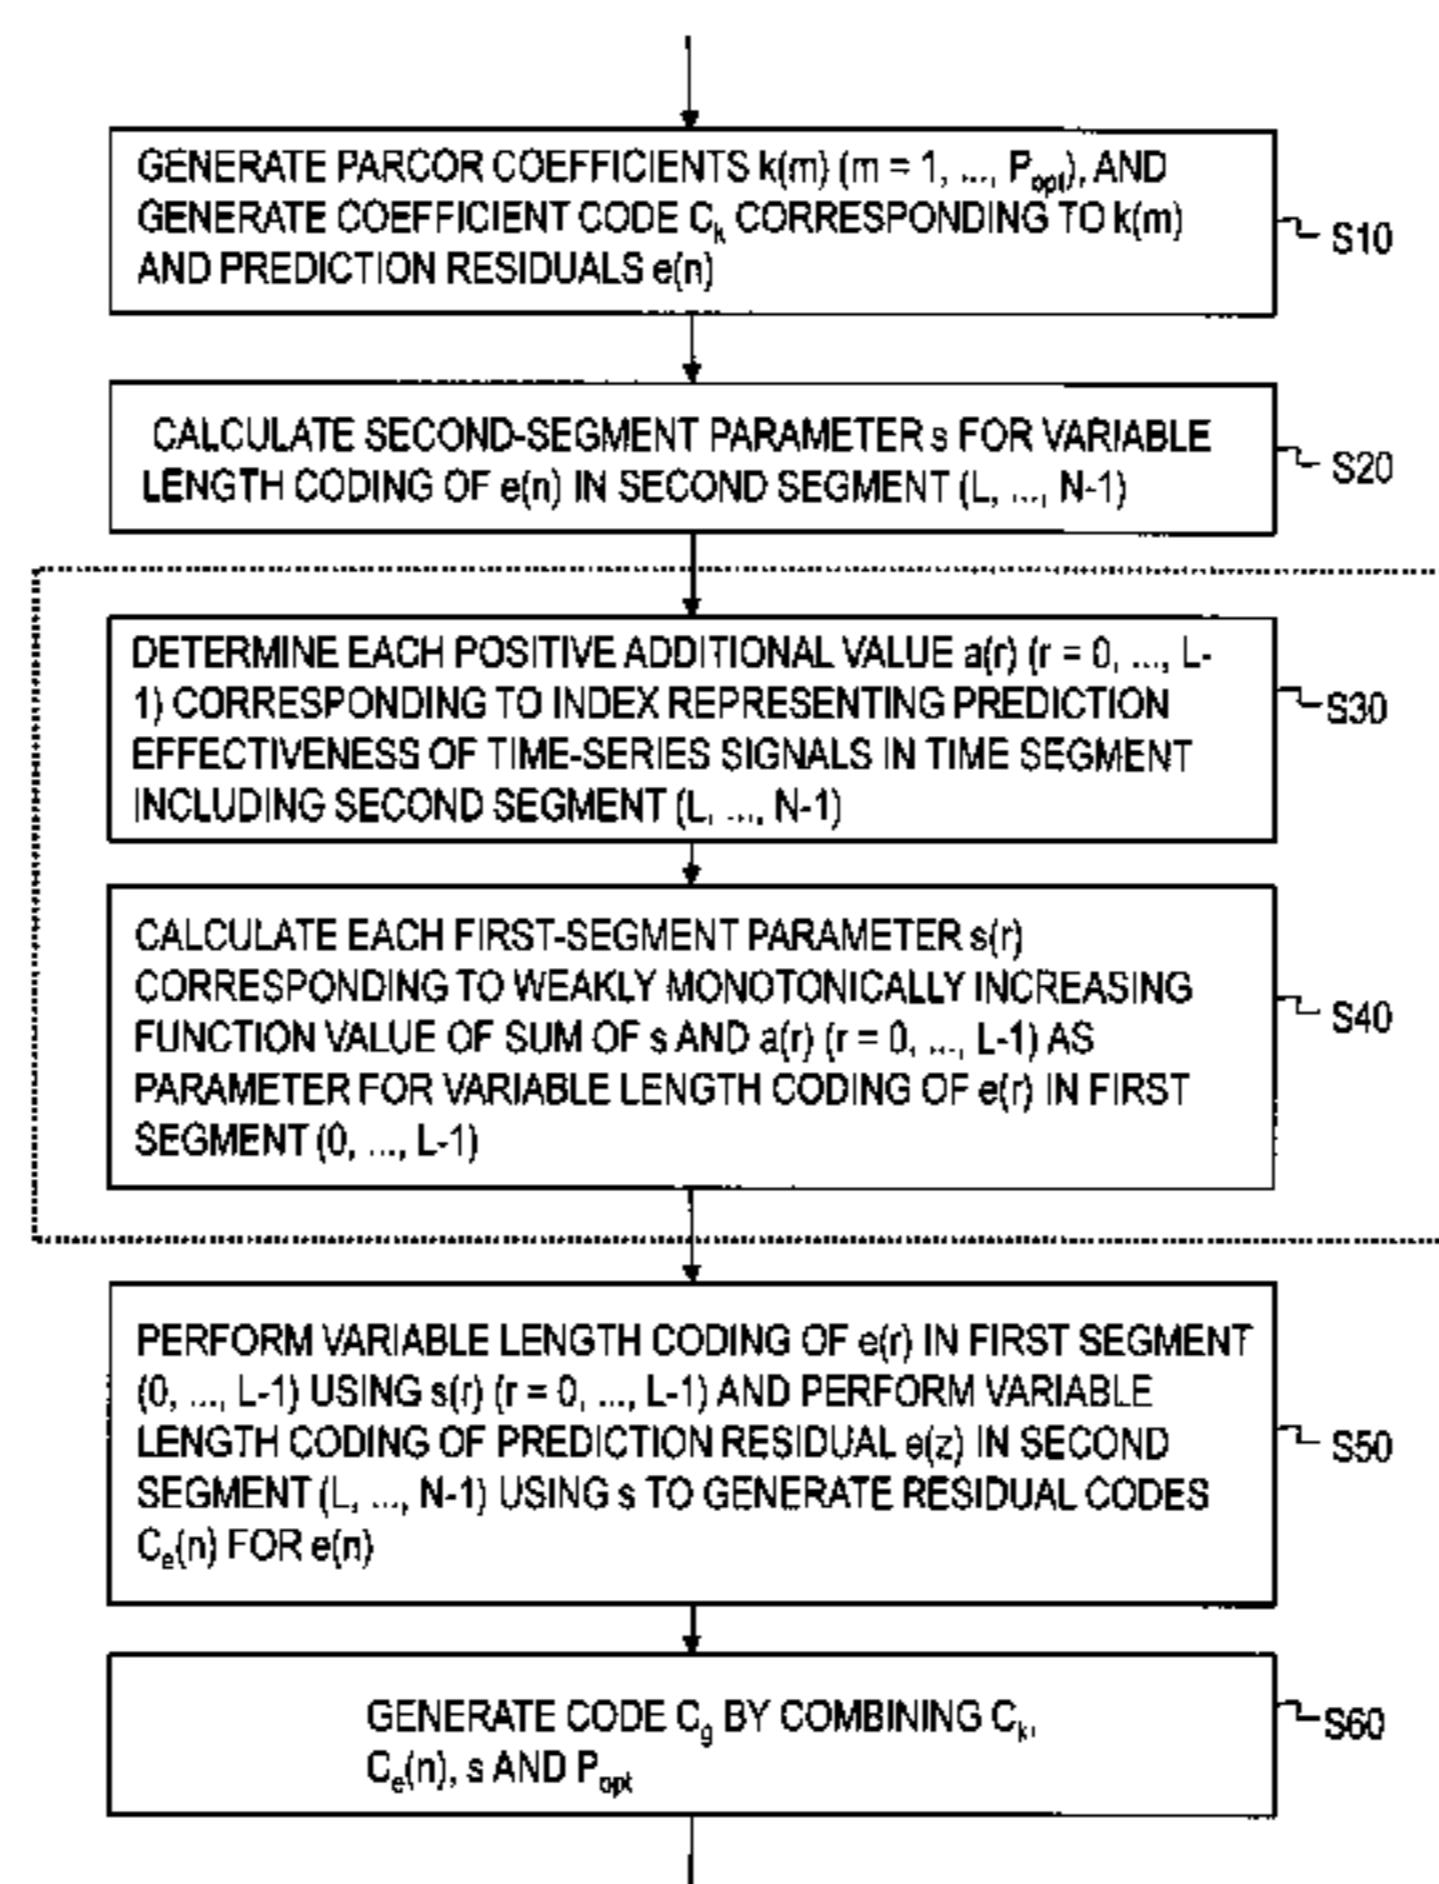 GENERATE PARCOR COEFFICIENTS k(m) (m = 1, ..., Popt), AND
GENERATE COEFFICIENT CODE Ck CORRESPONDING TO k(m)
AND PREDICTION RESIDUALS e(n)
S10
CALCULATE SECOND-SEGMENT PARAMETER s FOR VARIABLE
LENGTH CODING OF e(n) IN SECOND SEGMENT (L, ..., N-1)
S20
DETERMINE EACH POSITIVE ADDITIONAL VALUE a(r) (r = 0, ..., L-
1) CORRESPONDING TO INDEX REPRESENTING PREDICTION
EFFECTIVENESS OF TIME-SERIES SIGNALS IN TIME SEGMENT
INCLUDING SECOND SEGMENT (L, ..., N-1)
S30
CALCULATE EACH FIRST-SEGMENT PARAMETER s(r)
CORRESPONDING TO WEAKLY MONOTONICALLY INCREASING
FUNCTION VALUE OF SUM OF s AND a(r) (r = 0, ..., L-1) AS
PARAMETER FOR VARIABLE LENGTH CODING OF e(r) IN FIRST
SEGMENT (0, ..., L-1)
S40
PERFORM VARIABLE LENGTH CODING OF e(r) IN FIRST SEGMENT
(0, ..., L-1) USING s(r) (r = 0, ..., L-1) AND PERFORM VARIABLE
LENGTH CODING OF PREDICTION RESIDUAL e(z) IN SECOND
SEGMENT (L, ..., N-1) USING s TO GENERATE RESIDUAL CODES
Ce(n) FOR e(n)
S50
GENERATE CODE Cg BY COMBINING Ck,
Ce(n), s AND Popt
S60